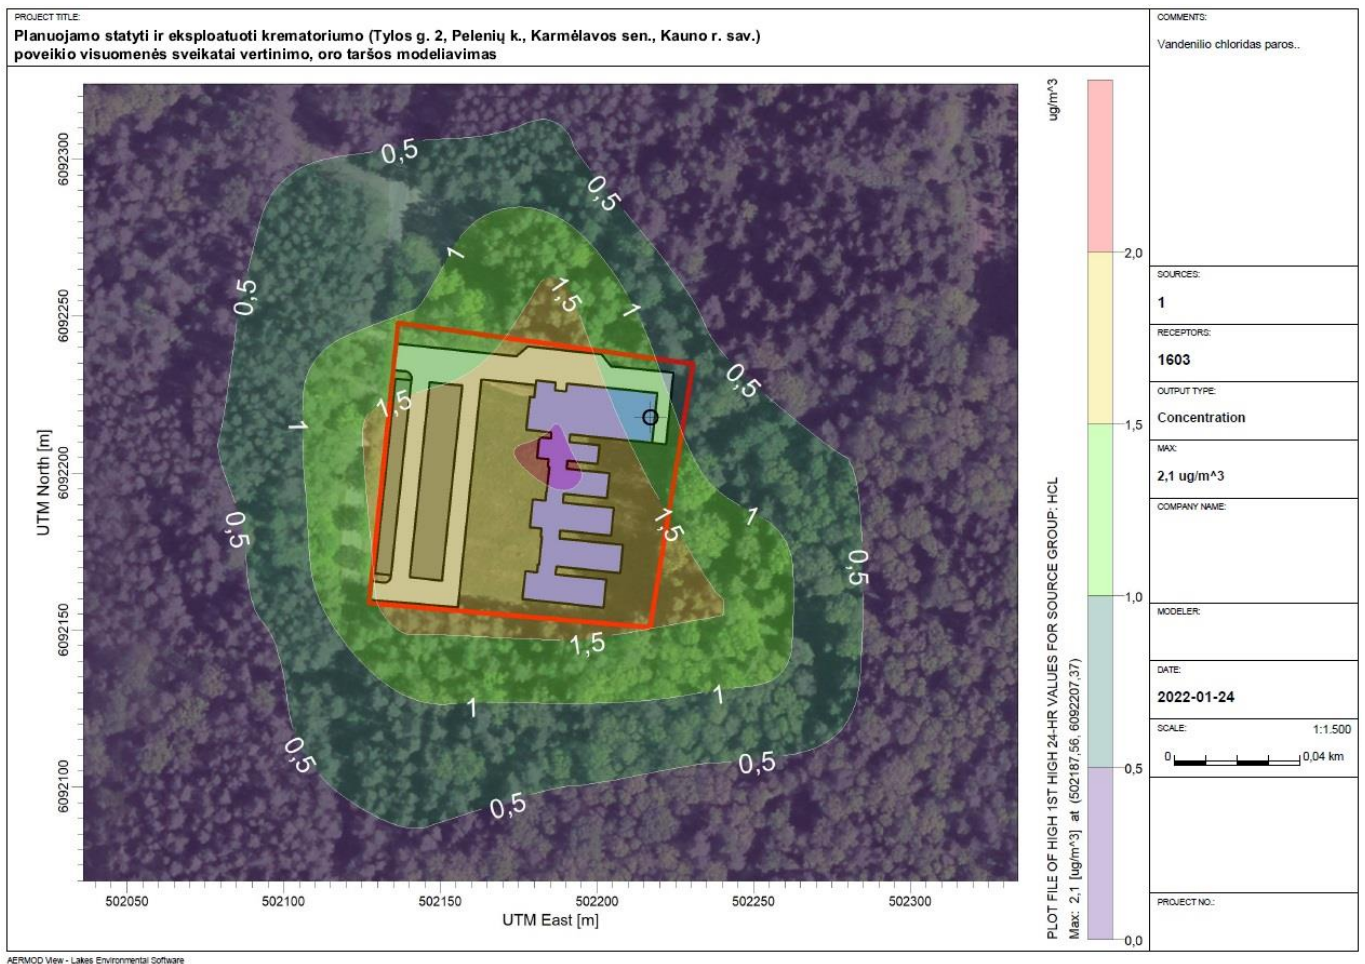 PROJECT TITLE:
Planuojamo statyti ir eksploatuoti krematoriumo (Tylos g. 2, Pelenių k., Karmėlavos sen., Kauno r. sav.)
poveikio visuomenės sveikatai vertinimo, oro taršos modeliavimas
COMMENTS:
Vandenilio chloridas paros..
SOURCES:
1
RECEPTORS:
1603
OUTPUT TYPE:
Concentration
MAX:
2,1 ug/m^3
COMPANY NAME:
MODELER:
DATE:
2022-01-24
SCALE:
1:1.500
0
0,04 km
PROJECT NO.:
UTM North [m]
6092300
6092250
6092200
6092150
6092100
502050
502100
502150
502200
502250
502300
UTM East [m]
0,5
0,5
0,5
1
1,5
1
0,5
1,5
1
1,5
1
0,5
0,5
1,5
1
1
0,5
0,5
0,5
ug/m^3
2,0
1,5
1,0
0,5
0,0
PLOT FILE OF HIGH 1ST HIGH 24-HR VALUES FOR SOURCE GROUP: HCL
Max: 2,1 [ug/m^3] at (502187,56, 6092207,37)
AERMOD View - Lakes Environmental Software